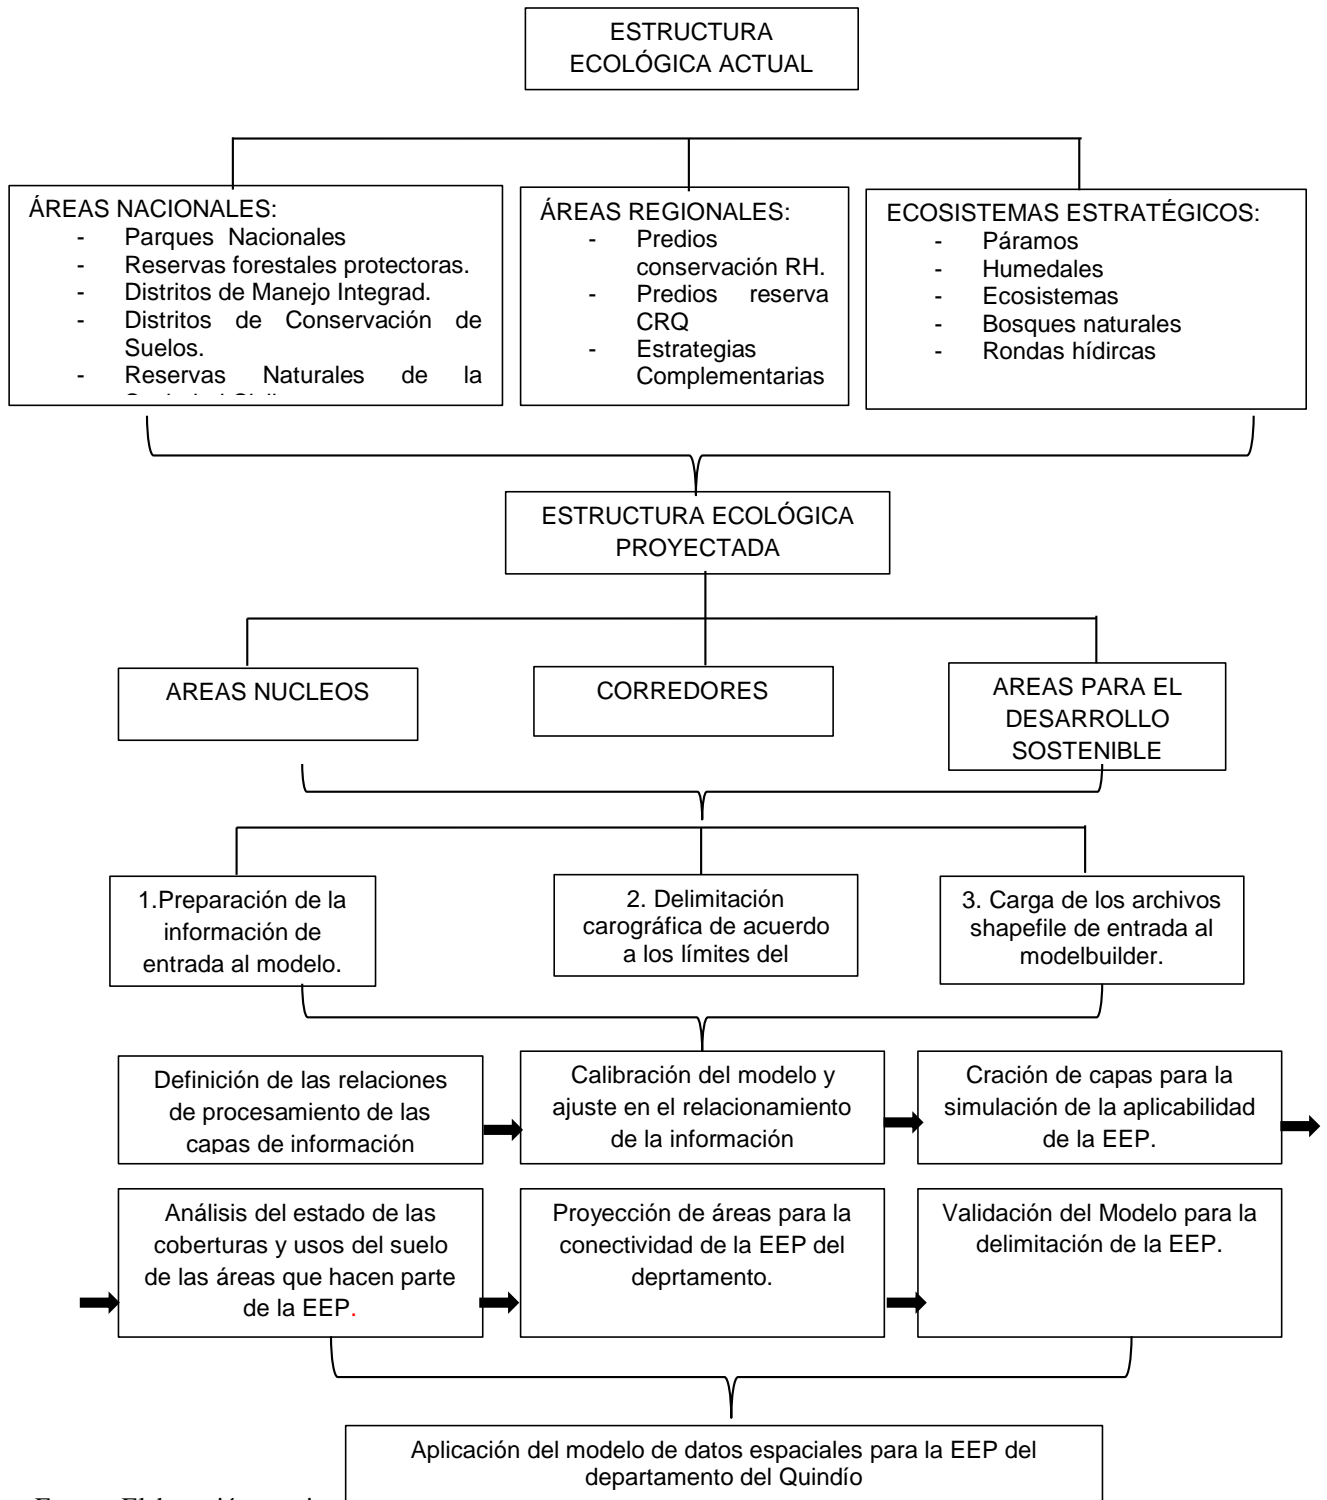 ESTRUCTURA
ECOLÓGICA ACTUAL
ÁREAS NACIONALES:
- Parques Nacionales
- Reservas forestales protectoras.
- Distritos de Manejo Integrad.
- Distritos de Conservación de
Suelos.
- Reservas Naturales de la
ÁREAS REGIONALES:
- Predios
conservación RH.
- Predios reserva
CRQ
- Estrategias
Complementarias
ECOSISTEMAS ESTRATÉGICOS:
- Páramos
- Humedales
- Ecosistemas
- Bosques naturales
- Rondas hídircas
ESTRUCTURA ECOLÓGICA
PROYECTADA
AREAS NUCLEOS
CORREDORES
AREAS PARA EL
DESARROLLO
SOSTENIBLE
1.Preparación de la
información de
entrada al modelo.
2. Delimitación
carográfica de acuerdo
a los límites del
3. Carga de los archivos
shapefile de entrada al
modelbuilder.
Definición de las relaciones
de procesamiento de las
capas de información
Calibración del modelo y
ajuste en el relacionamiento
de la información
Cración de capas para la
simulación de la aplicabilidad
de la EEP.
Análisis del estado de las
coberturas y usos del suelo
de las áreas que hacen parte
de la EEP.
Proyección de áreas para la
conectividad de la EEP del
deprtamento.
Validación del Modelo para la
delimitación de la EEP.
Aplicación del modelo de datos espaciales para la EEP del
departamento del Quindío